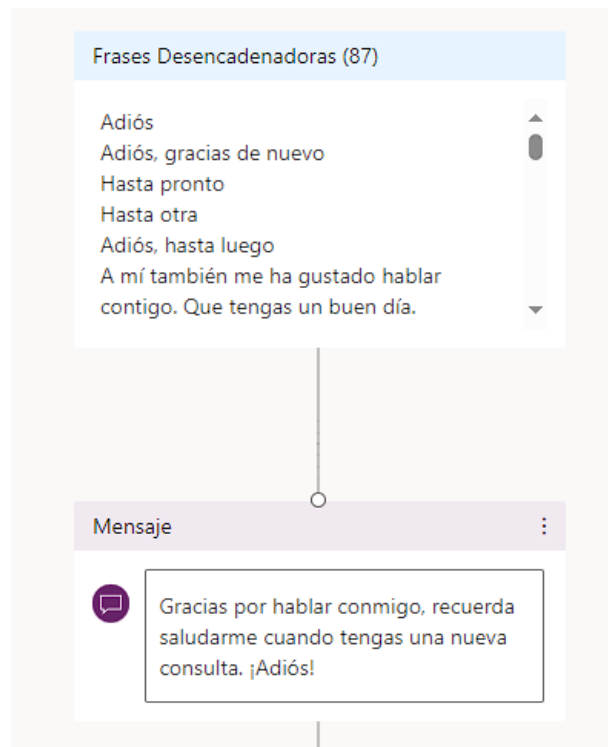 Frases Desencadenadoras (87)
Adiós
Adiós, gracias de nuevo
Hasta pronto
Hasta otra
Adiós, hasta luego
A mí también me ha gustado hablar
contigo. Que tengas un buen día.
Mensaje
Gracias por hablar conmigo, recuerda
saludarme cuando tengas una nueva
consulta. ¡Adiós!